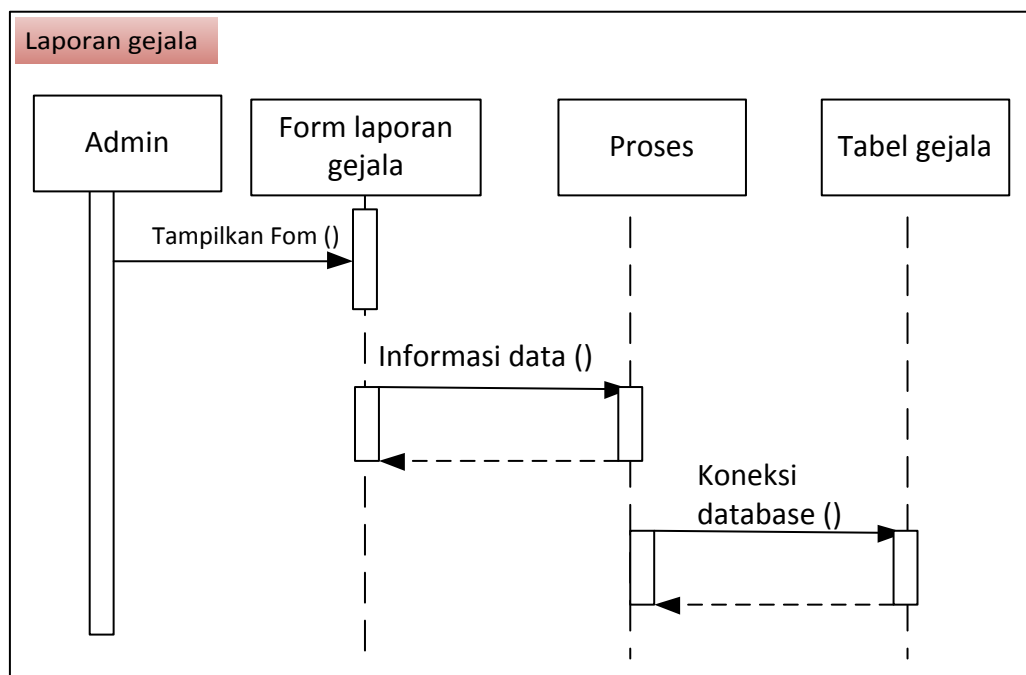 Laporan gejala
Admin
Form laporan
gejala
Proses
Tabel gejala
Tampilkan Fom ()
Informasi data ()
Koneksi
database ()